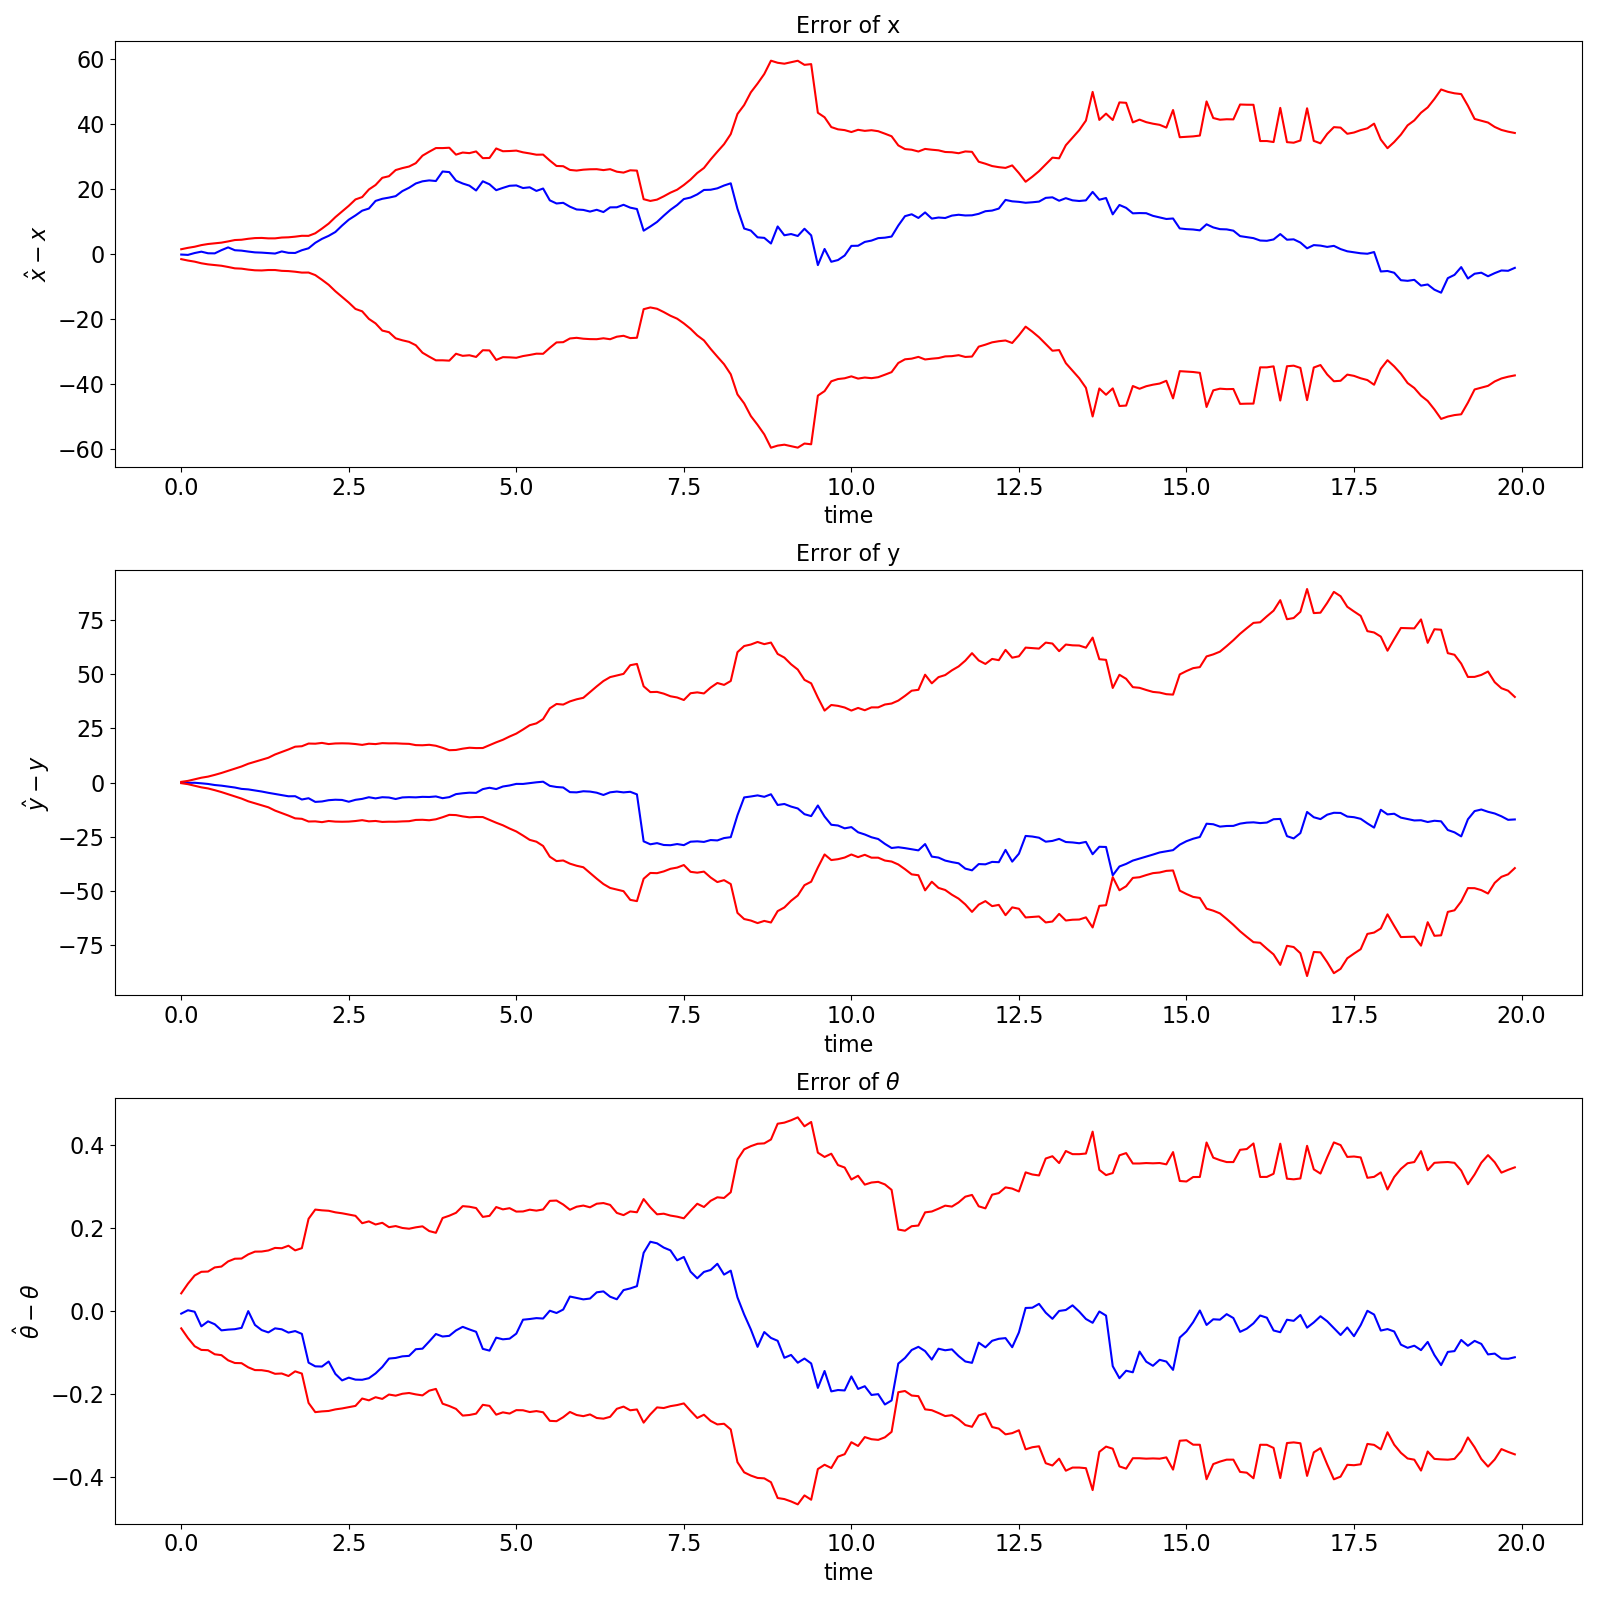 Error of x
60
40
20
0
−20
−40
−60
x̂ − x
0.0 2.5 5.0 7.5 10.0 12.5 15.0 17.5 20.0
time
Error of y
75
50
25
0
−25
−50
−75
ŷ − y
0.0 2.5 5.0 7.5 10.0 12.5 15.0 17.5 20.0
time
Error of θ
0.4
0.2
0.0
−0.2
−0.4
θ̂ − θ
0.0 2.5 5.0 7.5 10.0 12.5 15.0 17.5 20.0
time